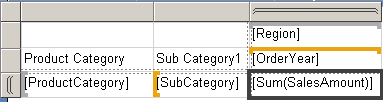 [Region]
Product Category Sub Category1 [OrderYear]
[ProductCategory] [SubCategory] [Sum(SalesAmount)]